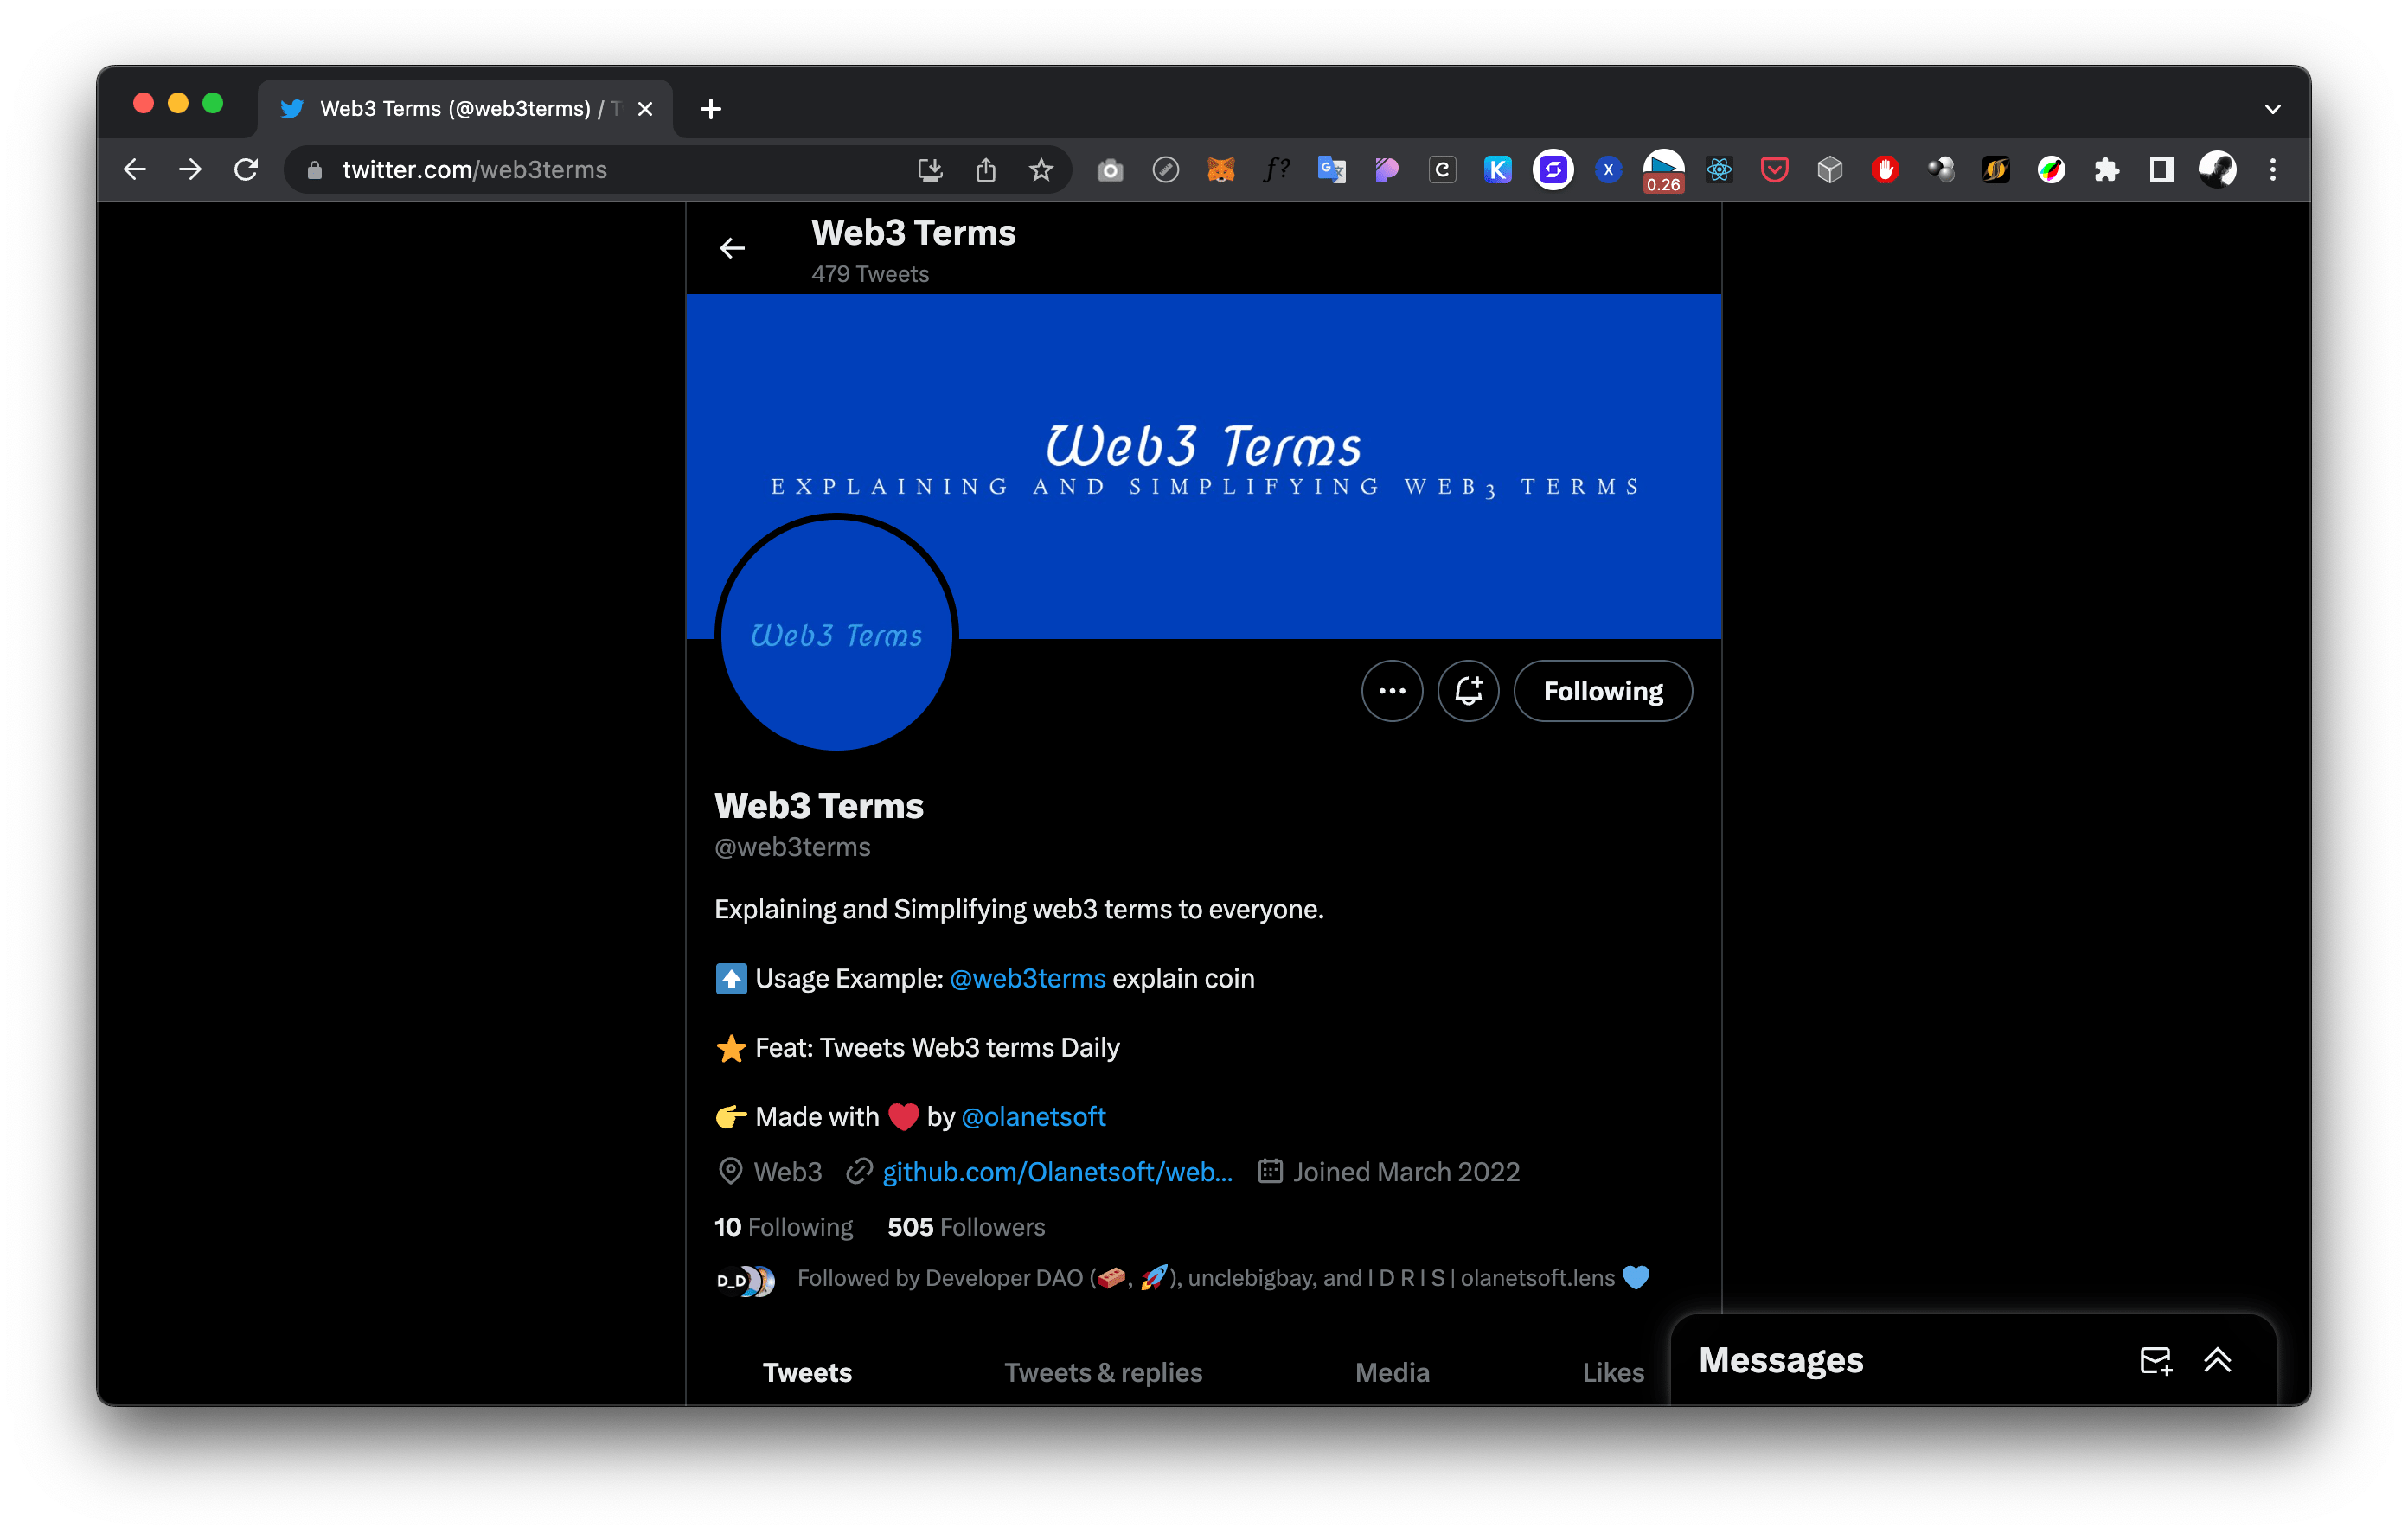 Web3 Terms (@web3terms) / T
twitter.com/web3terms
0.26
Web3 Terms
479 Tweets
Web3 Terms
EXPLAINING AND SIMPLIFYING WEB3 TERMS
Web3 Terms
Following
Web3 Terms
@web3terms
Explaining and Simplifying web3 terms to everyone.
Usage Example: @web3terms explain coin
Feat: Tweets Web3 terms Daily
Made with ❤️ by @olanetsoft
Web3 github.com/Olanetsoft/web... Joined March 2022
10 Following 505 Followers
D_D Followed by Developer DAO (🧱, 🚀), unclebigbay, and I D R I S | olanetsoft.lens 💙
Tweets Tweets & replies Media Likes
Messages